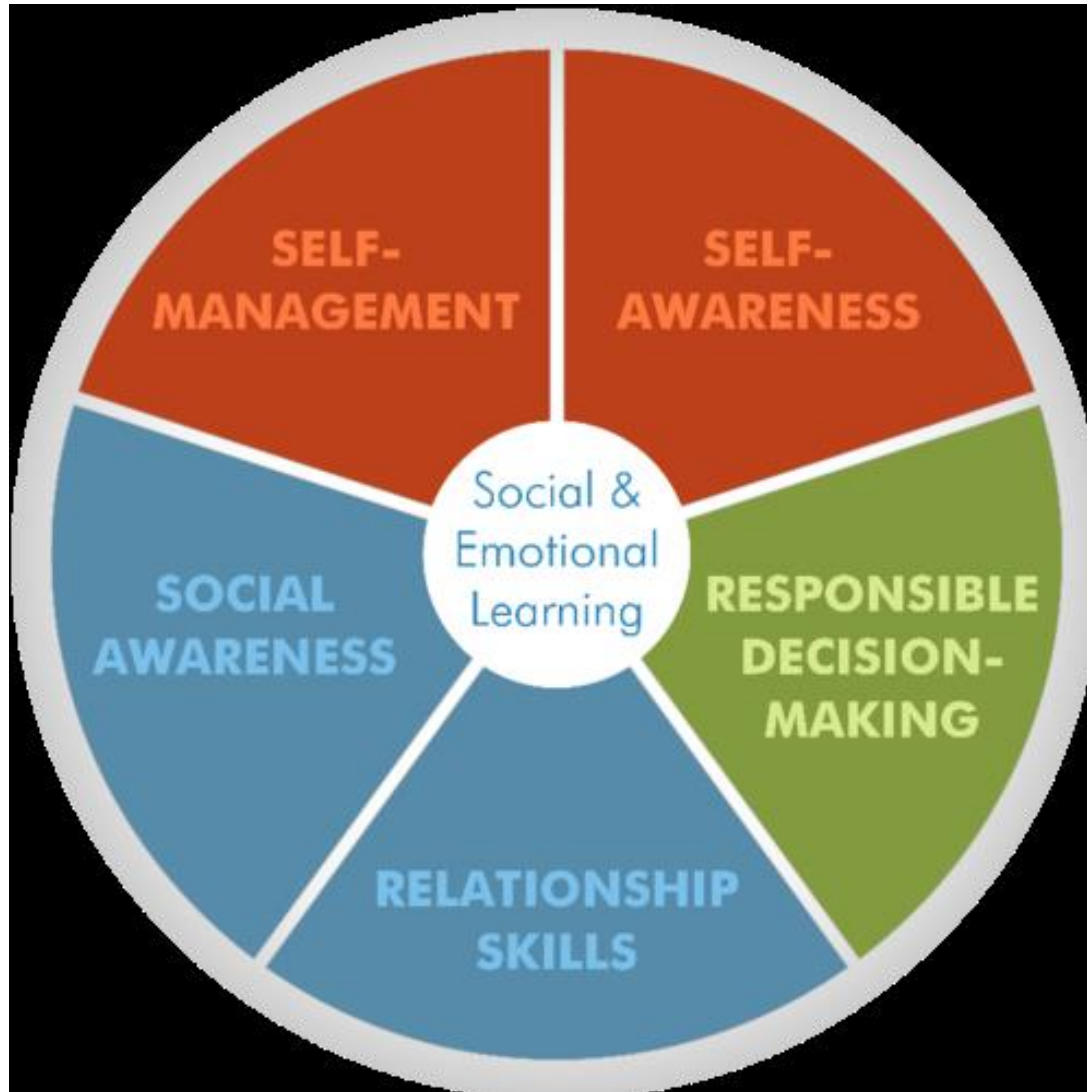 SELF-
MANAGEMENT
SELF-
AWARENESS
Social &
Emotional
Learning
SOCIAL
AWARENESS
RESPONSIBLE
DECISION-
MAKING
RELATIONSHIP
SKILLS